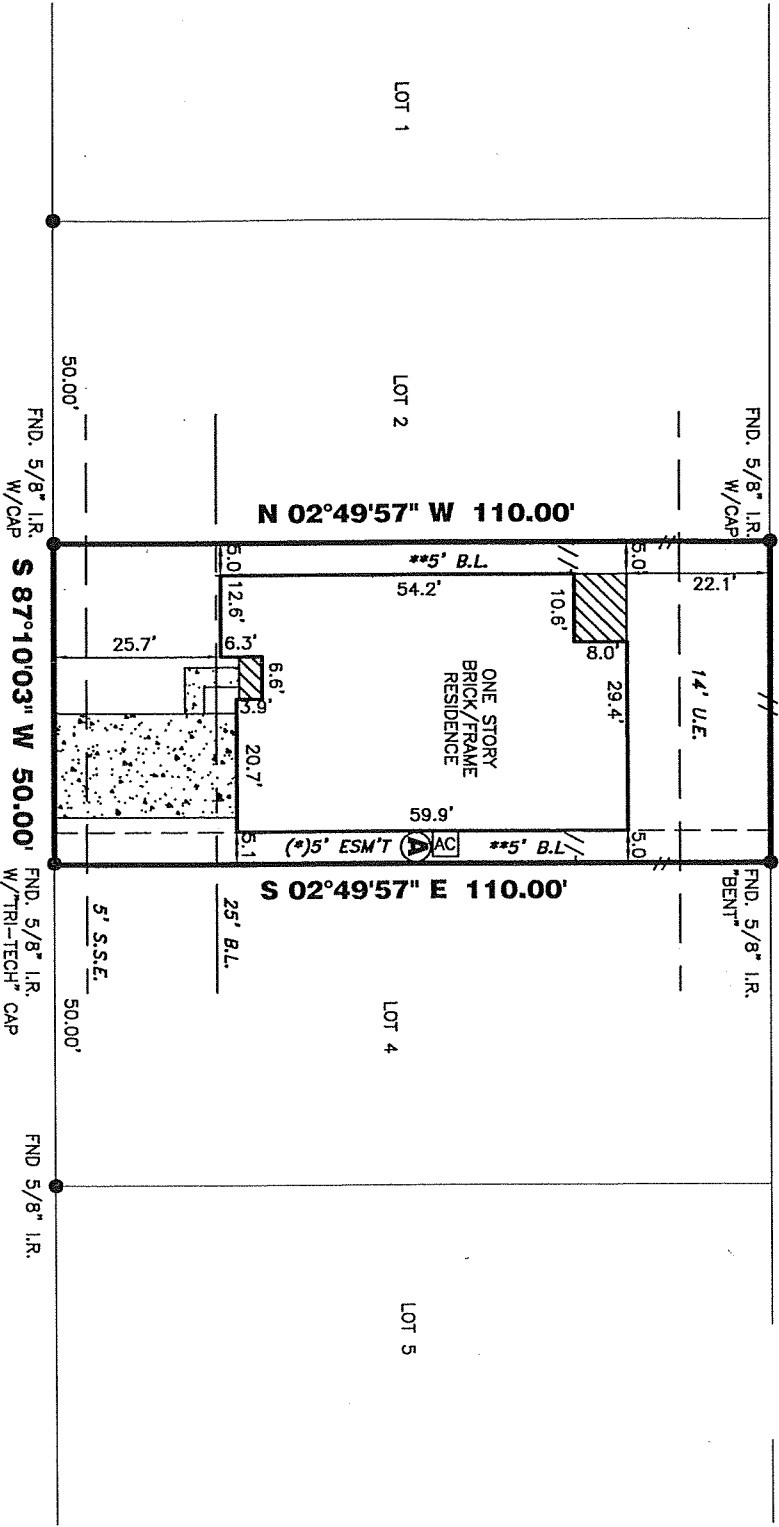 LOT 1
LOT 2
LOT 4
LOT 5
50.00'
FND. 5/8" I.R.
W/CAP
FND. 5/8" I.R.
W/CAP
N 02°49'57" W 110.00'
5.0
**5' B.L.
5.0'
22.1'
12.6'
54.2'
10.6'
8.0'
25.7'
6.3'
6.6'
3.9'
29.4'
14' U.E.
ONE STORY
BRICK/FRAME
RESIDENCE
20.7'
59.9'
S 87°10'03" W 50.00'
5.1
(*)5' ESM'T
A
AC
**5' B.L.
5.0
S 02°49'57" E 110.00'
FND. 5/8" I.R.
"BENT"
FND. 5/8" I.R.
W/"TRI-TECH" CAP
5' S.S.E.
25' B.L.
50.00'
FND 5/8" I.R.